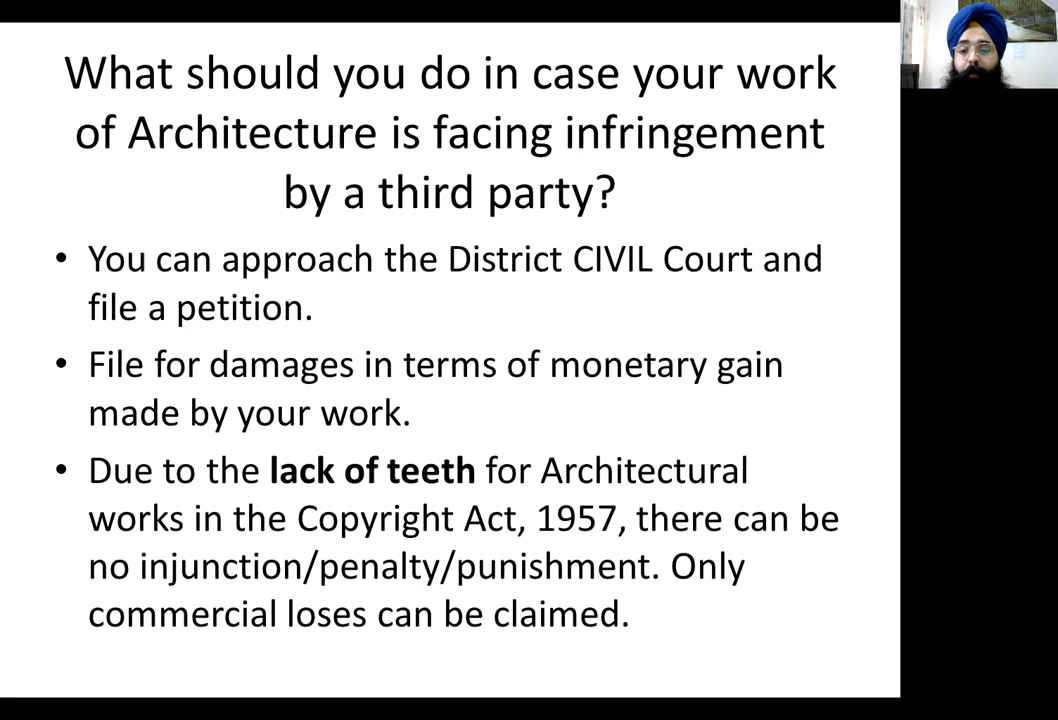 What should you do in case your work
of Architecture is facing infringement
by a third party?
• You can approach the District CIVIL Court and
file a petition.
• File for damages in terms of monetary gain
made by your work.
• Due to the lack of teeth for Architectural
works in the Copyright Act, 1957, there can be
no injunction/penalty/punishment. Only
commercial loses can be claimed.